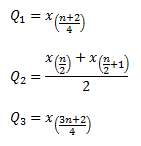 Q₁ = x₍ₙ₊₂⁄₄₎
Q₂ = (x₍ₙ⁄₂₎ + x₍ₙ⁄₂₊₁₎) / 2
Q₃ = x₍₃ₙ₊₂⁄₄₎